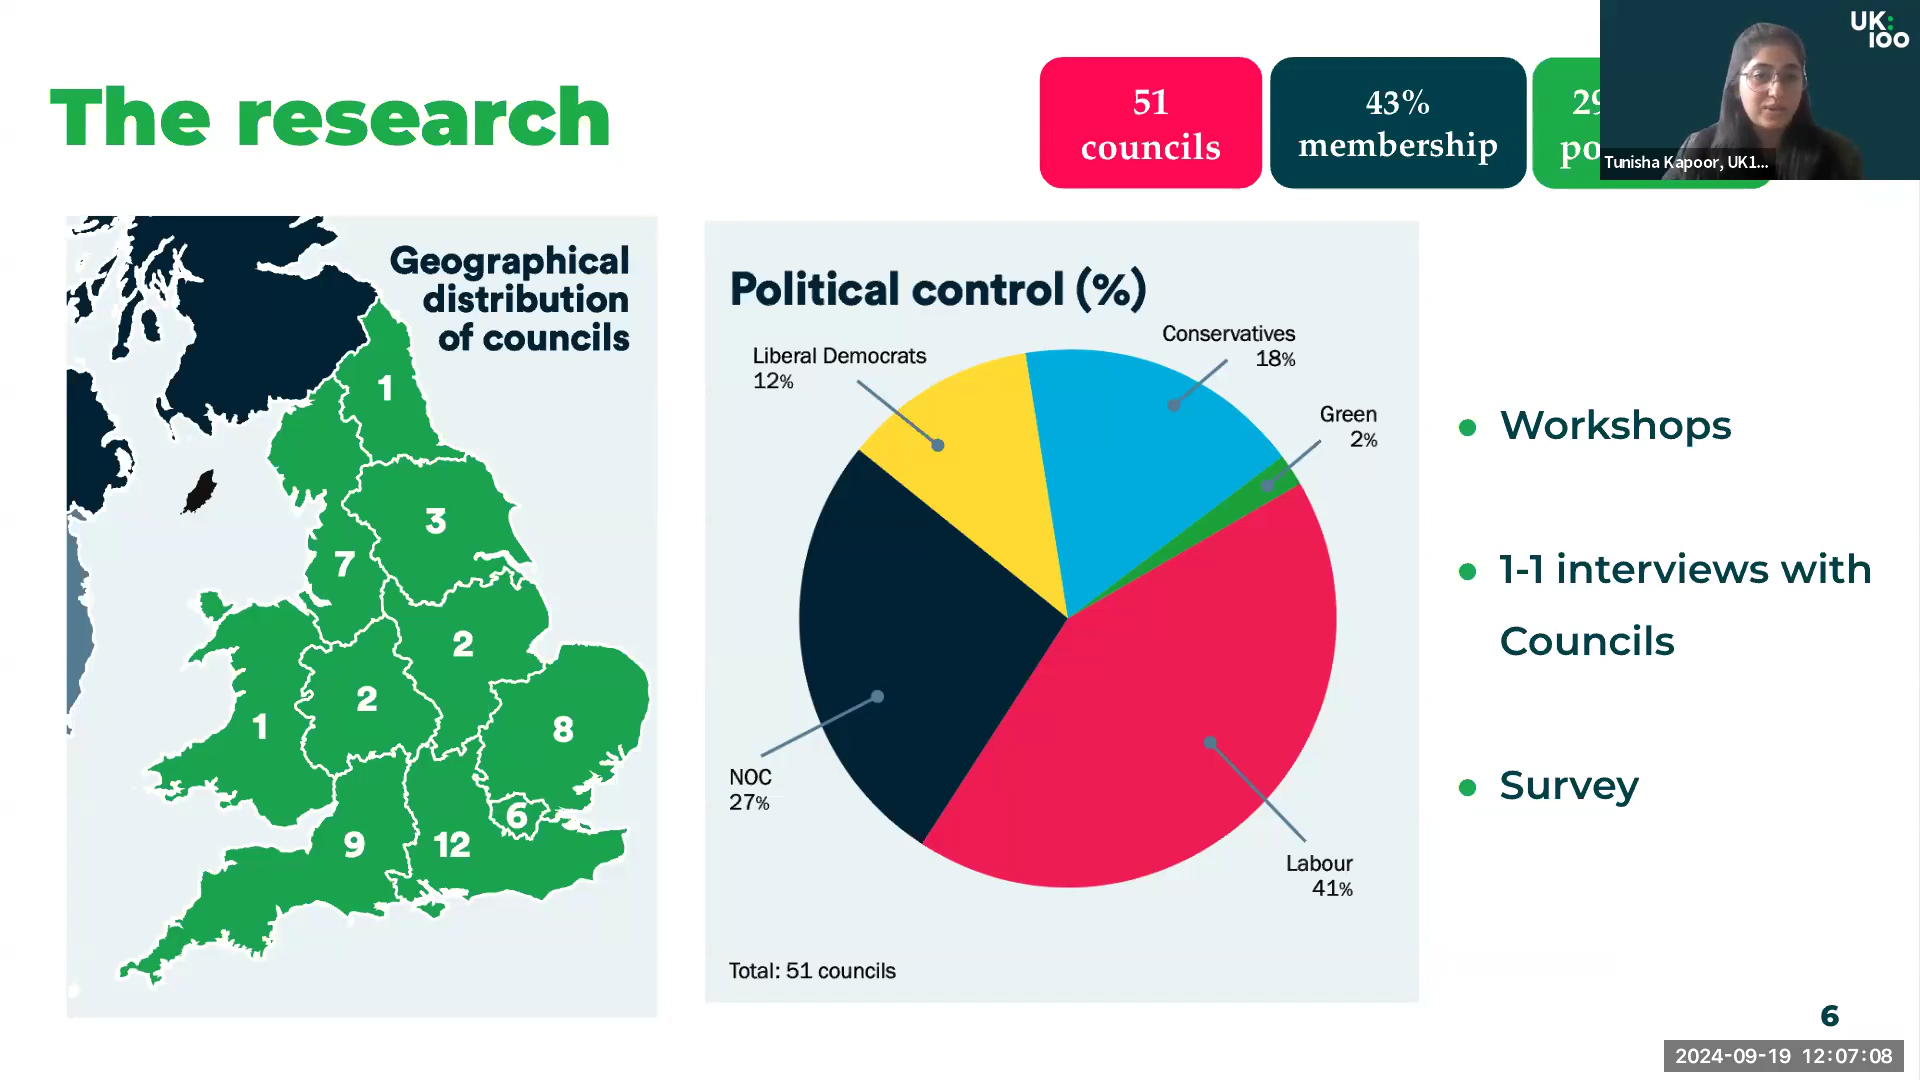 The research
51
councils
43%
membership
UK:
100
Tunisha Kapoor, UK1...
Geographical
distribution
of councils
1
3
7
2
2
1
8
6
9
12
Political control (%)
Conservatives
18%
Liberal Democrats
12%
Green
2%
NOC
27%
Labour
41%
Total: 51 councils
Workshops
1-1 interviews with
Councils
Survey
6
2024-09-19 12:07:08